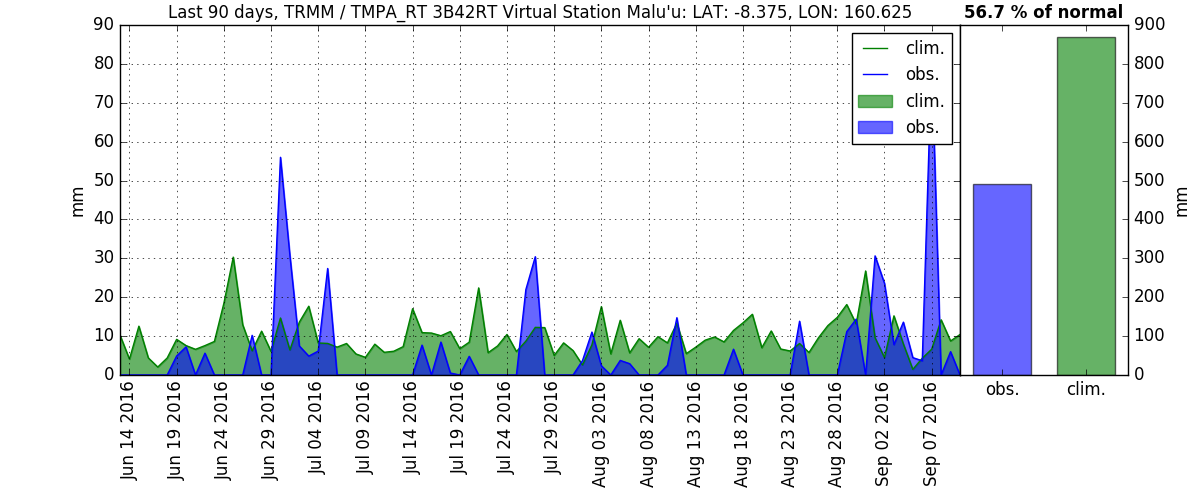 Last 90 days, TRMM / TMPA_RT 3B42RT Virtual Station Malu'u: LAT: -8.375, LON: 160.625
56.7 % of normal
90
80
70
60
50
40
30
20
10
0
mm
clim.
obs.
clim.
obs.
900
800
700
600
500
400
300
200
100
0
mm
Jun 14 2016
Jun 19 2016
Jun 24 2016
Jun 29 2016
Jul 04 2016
Jul 09 2016
Jul 14 2016
Jul 19 2016
Jul 24 2016
Jul 29 2016
Aug 03 2016
Aug 08 2016
Aug 13 2016
Aug 18 2016
Aug 23 2016
Aug 28 2016
Sep 02 2016
Sep 07 2016
obs.
clim.